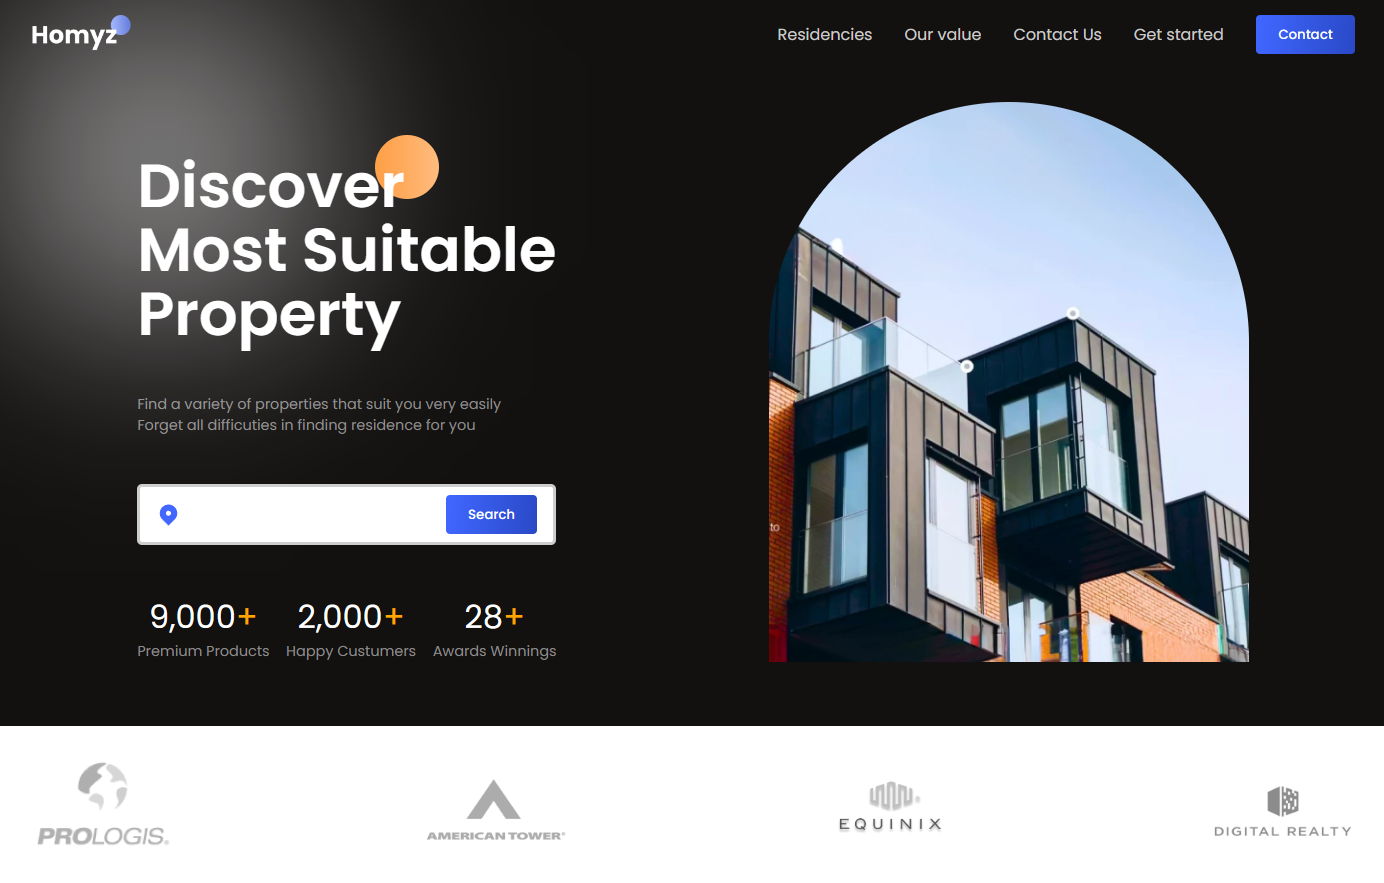 Homyz
Residencies
Our value
Contact Us
Get started
Contact
Discover
Most Suitable
Property
Find a variety of properties that suit you very easily
Forget all difficuties in finding residence for you
Search
9,000+
2,000+
28+
Premium Products
Happy Custumers
Awards Winnings
to
PROLOGIS®
AMERICAN TOWER®
EQUINIX
DIGITAL REALTY